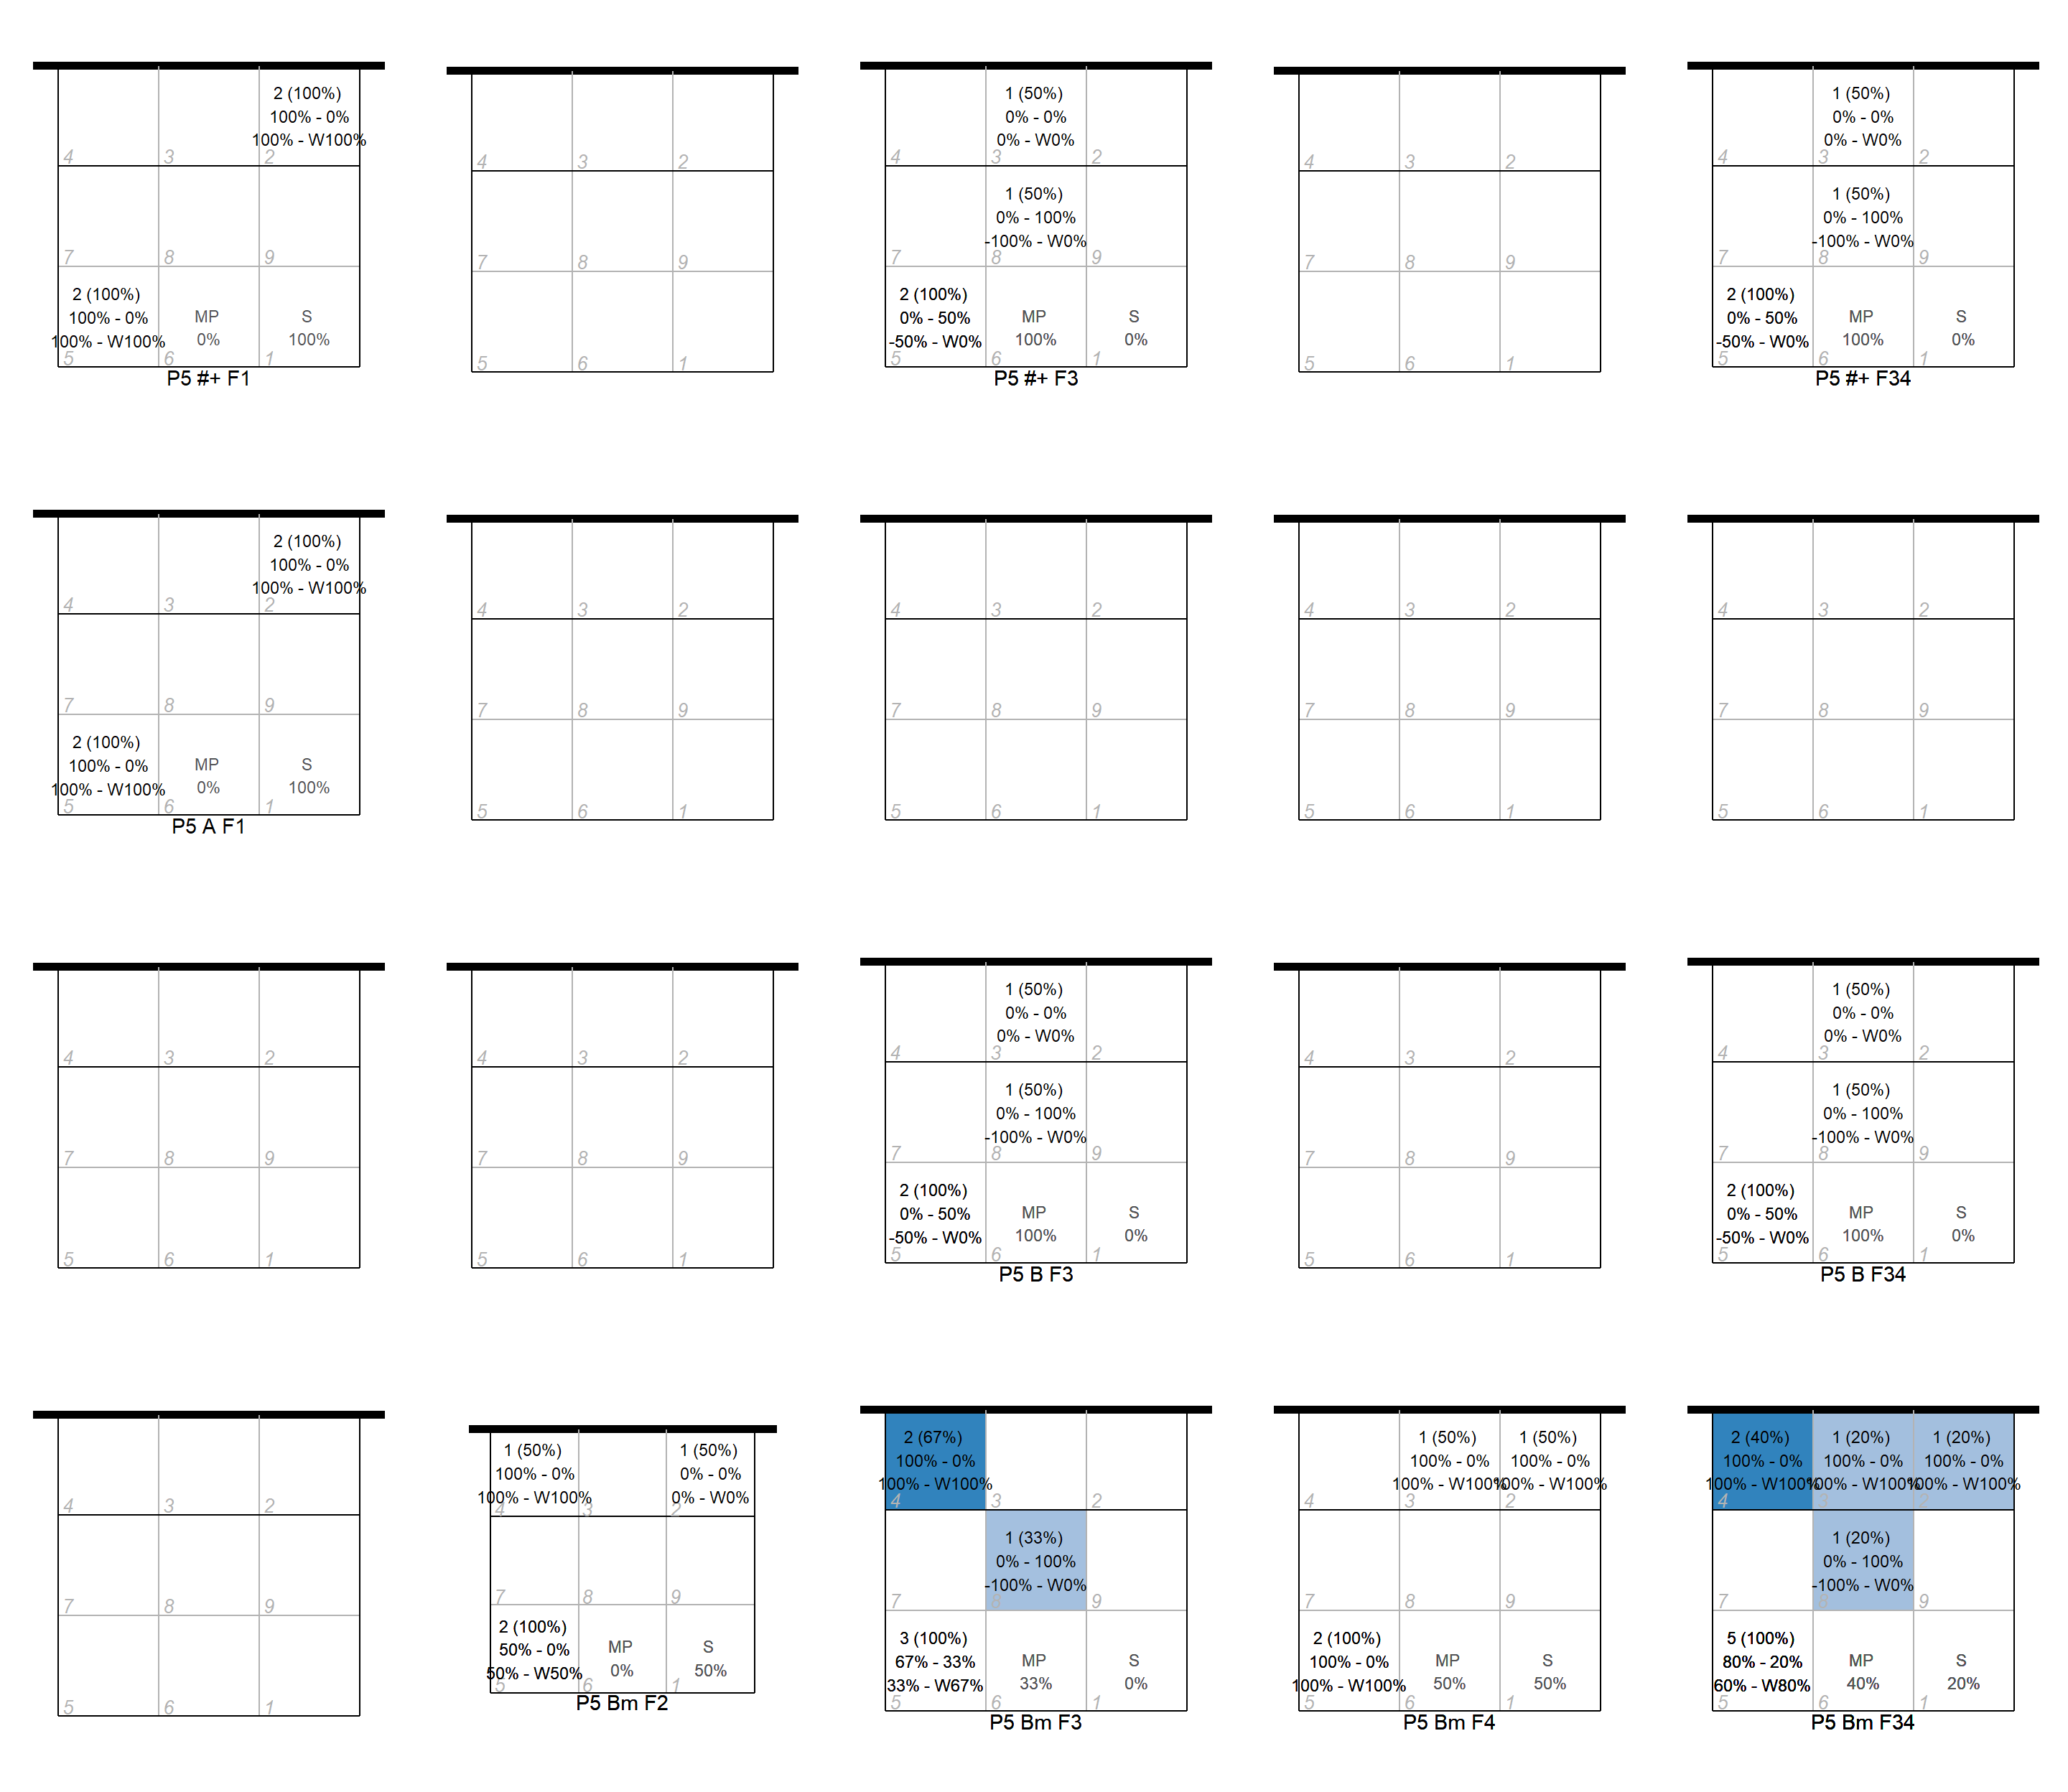 2 (100%)
100% - 0%
100% - W100%
4 3 2
7 8 9
2 (100%)
100% - 0%
100% - W100%
MP
0%
S
100%
5 6 1
P5 #+ F1
4 3 2
7 8 9
5 6 1
1 (50%)
0% - 0%
0% - W0%
4 3 2
1 (50%)
0% - 100%
-100% - W0%
7 8 9
2 (100%)
0% - 50%
-50% - W0%
MP
100%
S
0%
5 6 1
P5 #+ F3
4 3 2
7 8 9
5 6 1
1 (50%)
0% - 0%
0% - W0%
4 3 2
1 (50%)
0% - 100%
-100% - W0%
7 8 9
2 (100%)
0% - 50%
-50% - W0%
MP
100%
S
0%
5 6 1
P5 #+ F34
2 (100%)
100% - 0%
100% - W100%
4 3 2
7 8 9
2 (100%)
100% - 0%
100% - W100%
MP
0%
S
100%
5 6 1
P5 A F1
4 3 2
7 8 9
5 6 1
4 3 2
7 8 9
5 6 1
4 3 2
7 8 9
5 6 1
4 3 2
7 8 9
5 6 1
4 3 2
7 8 9
5 6 1
4 3 2
7 8 9
5 6 1
1 (50%)
0% - 0%
0% - W0%
4 3 2
1 (50%)
0% - 100%
-100% - W0%
7 8 9
2 (100%)
0% - 50%
-50% - W0%
MP
100%
S
0%
5 6 1
P5 B F3
4 3 2
7 8 9
5 6 1
1 (50%)
0% - 0%
0% - W0%
4 3 2
1 (50%)
0% - 100%
-100% - W0%
7 8 9
2 (100%)
0% - 50%
-50% - W0%
MP
100%
S
0%
5 6 1
P5 B F34
4 3 2
7 8 9
5 6 1
1 (50%)
100% - 0%
100% - W100%
1 (50%)
0% - 0%
0% - W0%
4 3 2
7 8 9
2 (100%)
50% - 0%
50% - W50%
MP
0%
S
50%
5 6 1
P5 Bm F2
2 (67%)
100% - 0%
100% - W100%
4 3 2
1 (33%)
0% - 100%
-100% - W0%
7 8 9
3 (100%)
67% - 33%
33% - W67%
MP
33%
S
0%
5 6 1
P5 Bm F3
1 (50%)
100% - 0%
100% - W100%
1 (50%)
100% - 0%
100% - W100%
4 3 2
7 8 9
2 (100%)
100% - 0%
100% - W100%
MP
50%
S
50%
5 6 1
P5 Bm F4
2 (40%)
100% - 0%
100% - W100%
1 (20%)
100% - 0%
100% - W100%
1 (20%)
100% - 0%
100% - W100%
4 3 2
1 (20%)
0% - 100%
-100% - W0%
7 8 9
5 (100%)
80% - 20%
60% - W80%
MP
40%
S
20%
5 6 1
P5 Bm F34